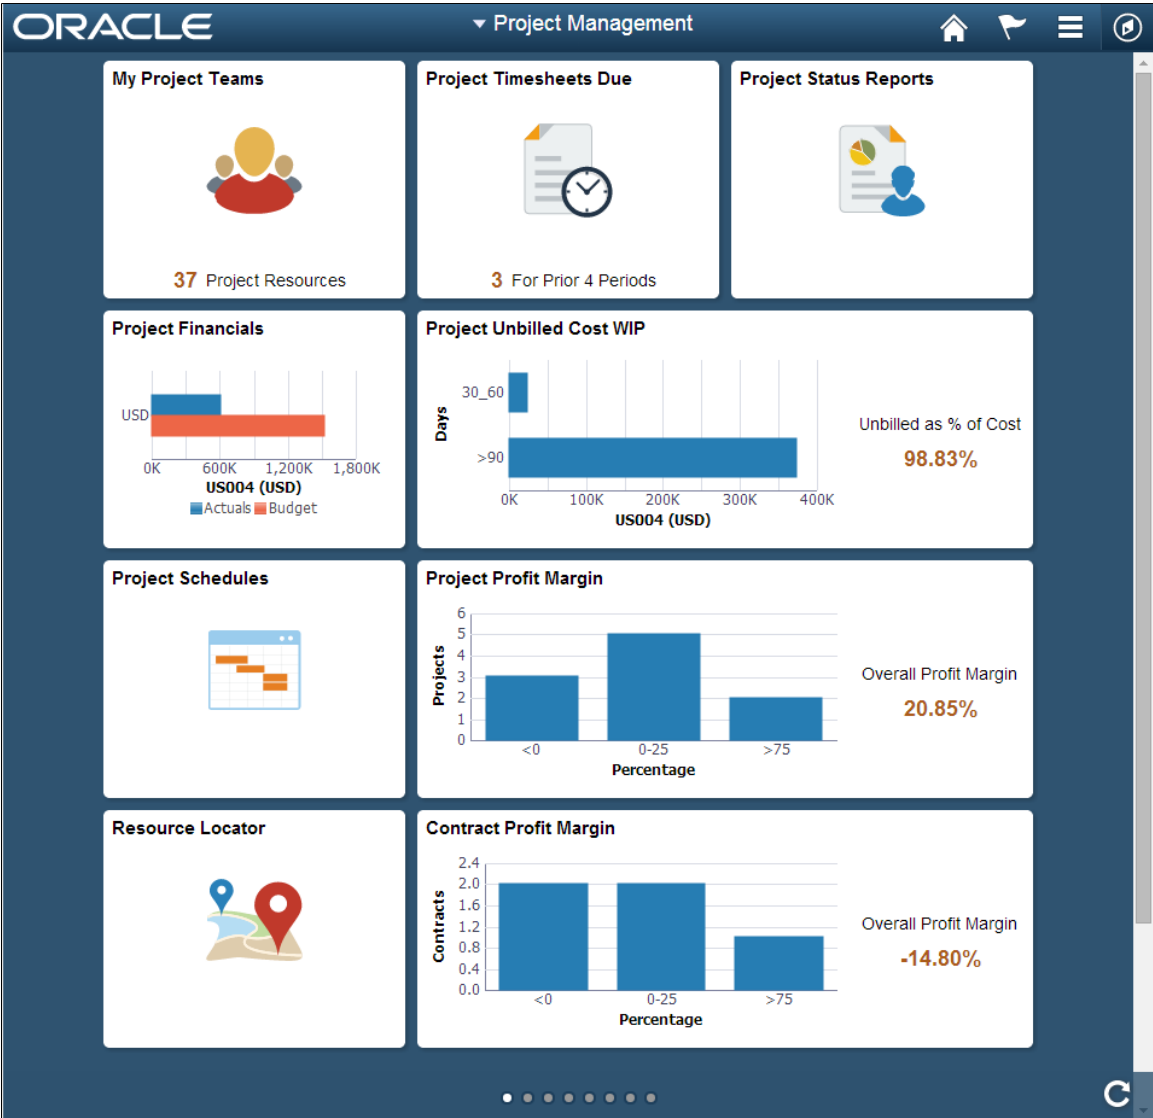 ORACLE
Project Management
My Project Teams
37 Project Resources
Project Timesheets Due
3 For Prior 4 Periods
Project Status Reports
Project Financials
USD
0K 600K 1,200K 1,800K
US004 (USD)
Actuals Budget
Project Unbilled Cost WIP
Days
30_60
>90
0K 100K 200K 300K 400K
US004 (USD)
Unbilled as % of Cost
98.83%
Project Schedules
Project Profit Margin
Projects
6
5
4
3
2
1
0
<0 0-25 >75
Percentage
Overall Profit Margin
20.85%
Resource Locator
Contract Profit Margin
Contracts
2.4
2.0
1.6
1.2
0.8
0.4
0.0
<0 0-25 >75
Percentage
Overall Profit Margin
-14.80%